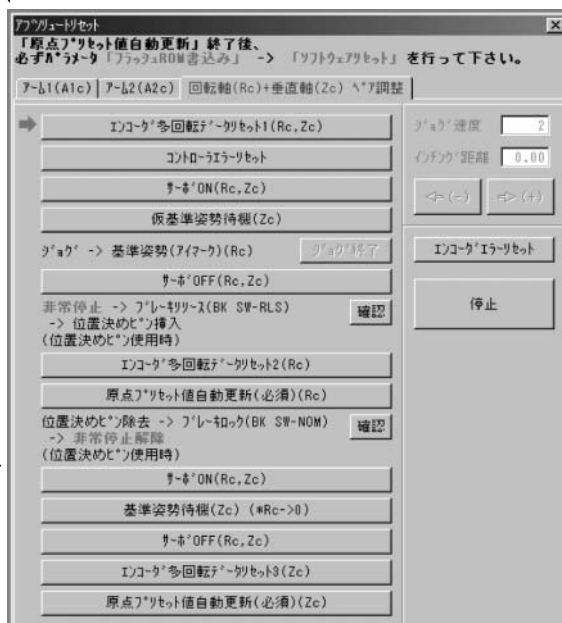 アブソリュートリセット
「原点プリセット値自動更新」終了後、
必ずパラメータ「フラッシュROM書込み」 -> 「ソフトウェアリセット」 を行って下さい。
アーム1(A1c) アーム2(A2c) 回転軸(Rc)+垂直軸(Zc) ペア調整
エンコーダ多回転データリセット1(Rc,Zc)
コントローラエラーリセット
サーボON(Rc,Zc)
仮基準姿勢待機(Zc)
ジョグ -> 基準姿勢(アイマーク)(Rc) ジョグ終了
サーボOFF(Rc,Zc)
非常停止 -> ブレーキリリース(BK SW-RLS)
-> 位置決めピン挿入
(位置決めピン使用時)
確認
エンコーダ多回転データリセット2(Rc)
原点プリセット値自動更新(必須)(Rc)
位置決めピン除去 -> ブレーキロック(BK SW-NOM)
-> 非常停止解除
(位置決めピン使用時)
確認
サーボON(Rc,Zc)
基準姿勢待機(Zc) (*Rc->0)
サーボOFF(Rc,Zc)
エンコーダ多回転データリセット3(Zc)
原点プリセット値自動更新(必須)(Zc)
ジョグ速度 2
インチング距離 0.00
(-) (+)
エンコーダエラーリセット
停止